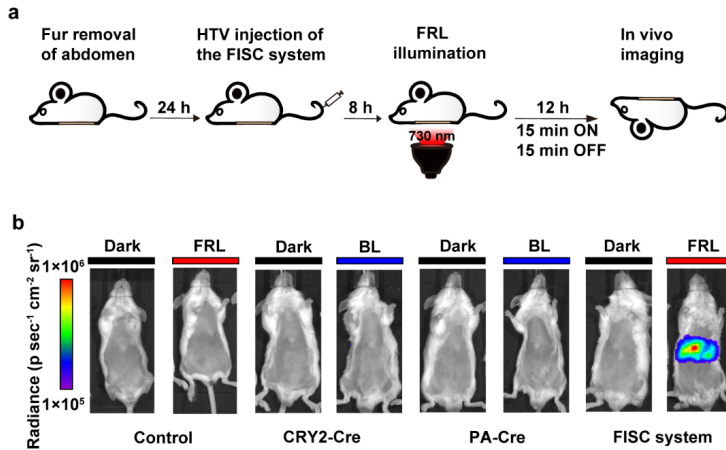 a
Fur removal of abdomen
HTV injection of the FISC system
FRL illumination
In vivo imaging
24 h
8 h
730 nm
12 h
15 min ON
15 min OFF
b
Dark
FRL
Dark
BL
Dark
BL
Dark
FRL
Radiance (p sec⁻¹ cm⁻² sr⁻¹)
1×10⁶
1×10⁵
Control
CRY2-Cre
PA-Cre
FISC system